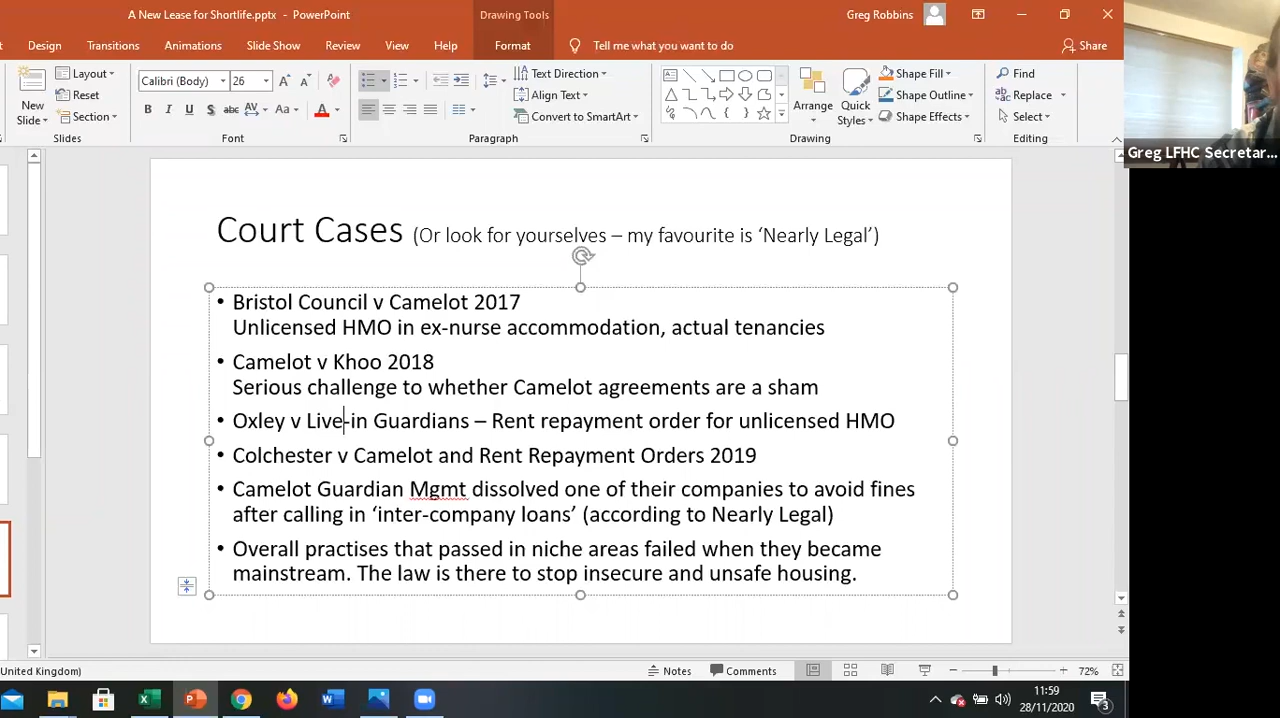 A New Lease for Shortlife.pptx - PowerPoint
Drawing Tools
Greg Robbins
Design
Transitions
Animations
Slide Show
Review
View
Help
Format
Tell me what you want to do
Share
New
Slide
Layout
Reset
Section
Slides
Calibri (Body)
26
A A
B I U S abc AV Aa A
Font
Text Direction
Align Text
Convert to SmartArt
Paragraph
Arrange
Quick
Styles
Shape Fill
Shape Outline
Shape Effects
Drawing
Find
Replace
Select
Editing
Greg LFHC Secretar...
Court Cases (Or look for yourselves – my favourite is ‘Nearly Legal’)
• Bristol Council v Camelot 2017
Unlicensed HMO in ex-nurse accommodation, actual tenancies
• Camelot v Khoo 2018
Serious challenge to whether Camelot agreements are a sham
• Oxley v Live-in Guardians – Rent repayment order for unlicensed HMO
• Colchester v Camelot and Rent Repayment Orders 2019
• Camelot Guardian Mgmt dissolved one of their companies to avoid fines
after calling in ‘inter-company loans’ (according to Nearly Legal)
• Overall practises that passed in niche areas failed when they became
mainstream. The law is there to stop insecure and unsafe housing.
United Kingdom)
Notes
Comments
72%
11:59
28/11/2020
3